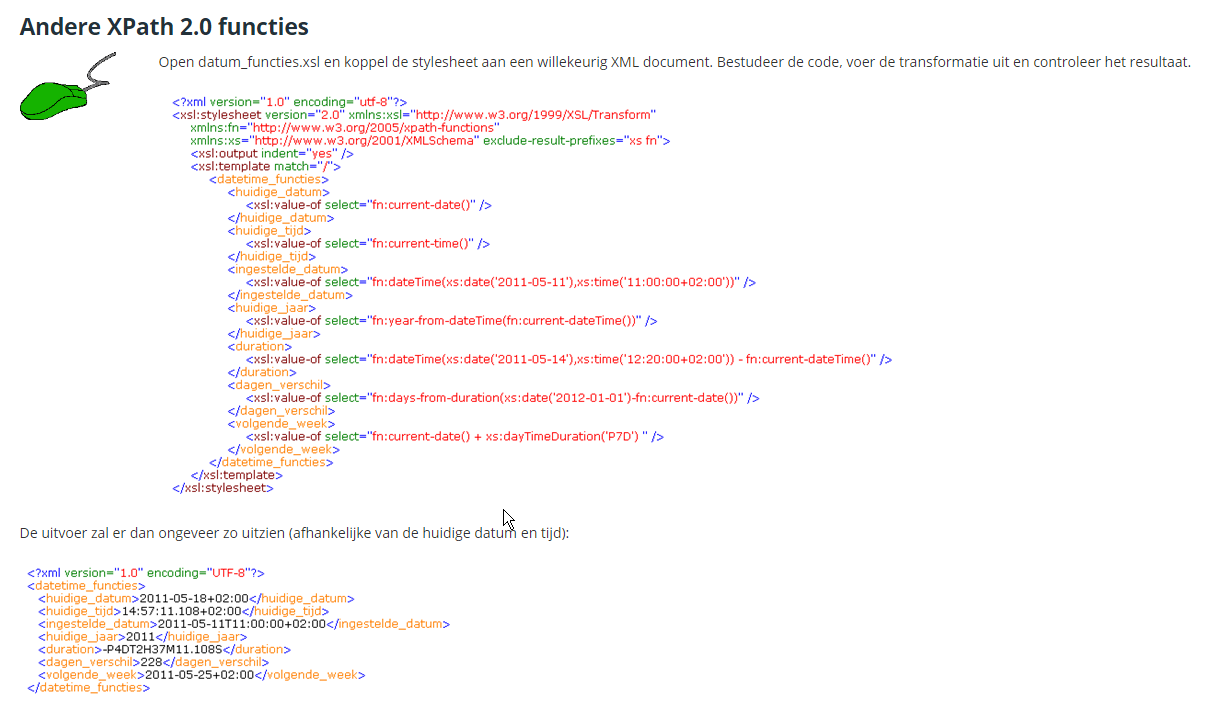 Andere XPath 2.0 functies
Open datum_functies.xsl en koppel de stylesheet aan een willekeurig XML document. Bestudeer de code, voer de transformatie uit en controleer het resultaat.
<?xml version="1.0" encoding="utf-8"?>
<xsl:stylesheet version="2.0" xmlns:xsl="http://www.w3.org/1999/XSL/Transform"
xmlns:fn="http://www.w3.org/2005/xpath-functions"
xmlns:xs="http://www.w3.org/2001/XMLSchema" exclude-result-prefixes="xs fn">
<xsl:output indent="yes" />
<xsl:template match="/">
<datetime_functies>
<huidige_datum>
<xsl:value-of select="fn:current-date()" />
</huidige_datum>
<huidige_tijd>
<xsl:value-of select="fn:current-time()" />
</huidige_tijd>
<ingestelde_datum>
<xsl:value-of select="fn:dateTime(xs:date('2011-05-11'),xs:time('11:00:00+02:00'))" />
</ingestelde_datum>
<huidige_jaar>
<xsl:value-of select="fn:year-from-dateTime(fn:current-dateTime())" />
</huidige_jaar>
<duration>
<xsl:value-of select="fn:dateTime(xs:date('2011-05-14'),xs:time('12:20:00+02:00')) - fn:current-dateTime()" />
</duration>
<dagen_verschil>
<xsl:value-of select="fn:days-from-duration(xs:date('2012-01-01')-fn:current-date())" />
</dagen_verschil>
<volgende_week>
<xsl:value-of select="fn:current-date() + xs:dayTimeDuration('P7D') " />
</volgende_week>
</datetime_functies>
</xsl:template>
</xsl:stylesheet>
De uitvoer zal er dan ongeveer zo uitzien (afhankelijke van de huidige datum en tijd):
<?xml version="1.0" encoding="UTF-8"?>
<datetime_functies>
<huidige_datum>2011-05-18+02:00</huidige_datum>
<huidige_tijd>14:57:11.108+02:00</huidige_tijd>
<ingestelde_datum>2011-05-11T11:00:00+02:00</ingestelde_datum>
<huidige_jaar>2011</huidige_jaar>
<duration>-P4DT2H37M11.108S</duration>
<dagen_verschil>228</dagen_verschil>
<volgende_week>2011-05-25+02:00</volgende_week>
</datetime_functies>